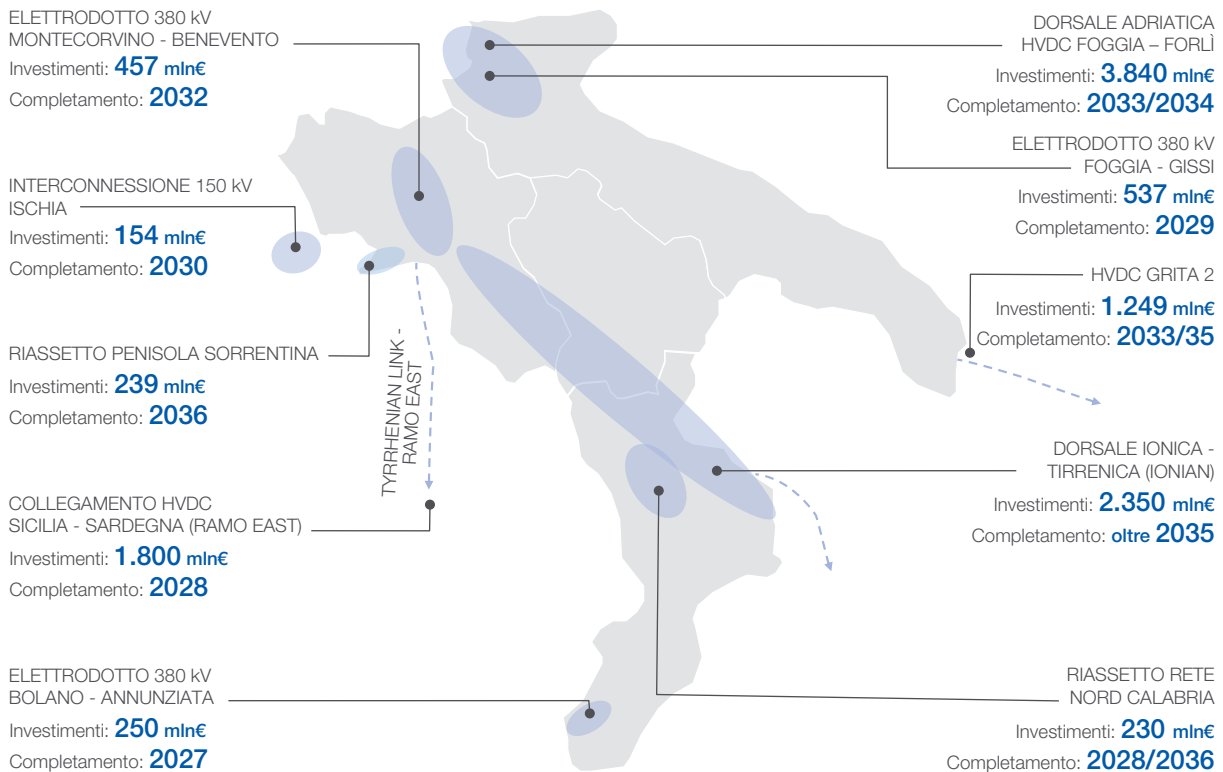 ELETTRODOTTO 380 kV
MONTECORVINO - BENEVENTO
Investimenti: 457 mln€
Completamento: 2032
INTERCONNESSIONE 150 kV
ISCHIA
Investimenti: 154 mln€
Completamento: 2030
RIASSETTO PENISOLA SORRENTINA
Investimenti: 239 mln€
Completamento: 2036
COLLEGAMENTO HVDC
SICILIA - SARDEGNA (RAMO EAST)
Investimenti: 1.800 mln€
Completamento: 2028
ELETTRODOTTO 380 kV
BOLANO - ANNUNZIATA
Investimenti: 250 mln€
Completamento: 2027
TYRRHENIAN LINK -
RAMO EAST
DORSALE ADRIATICA
HVDC FOGGIA – FORLÌ
Investimenti: 3.840 mln€
Completamento: 2033/2034
ELETTRODOTTO 380 kV
FOGGIA - GISSI
Investimenti: 537 mln€
Completamento: 2029
HVDC GRITA 2
Investimenti: 1.249 mln€
Completamento: 2033/35
DORSALE IONICA -
TIRRENICA (IONIAN)
Investimenti: 2.350 mln€
Completamento: oltre 2035
RIASSETTO RETE
NORD CALABRIA
Investimenti: 230 mln€
Completamento: 2028/2036